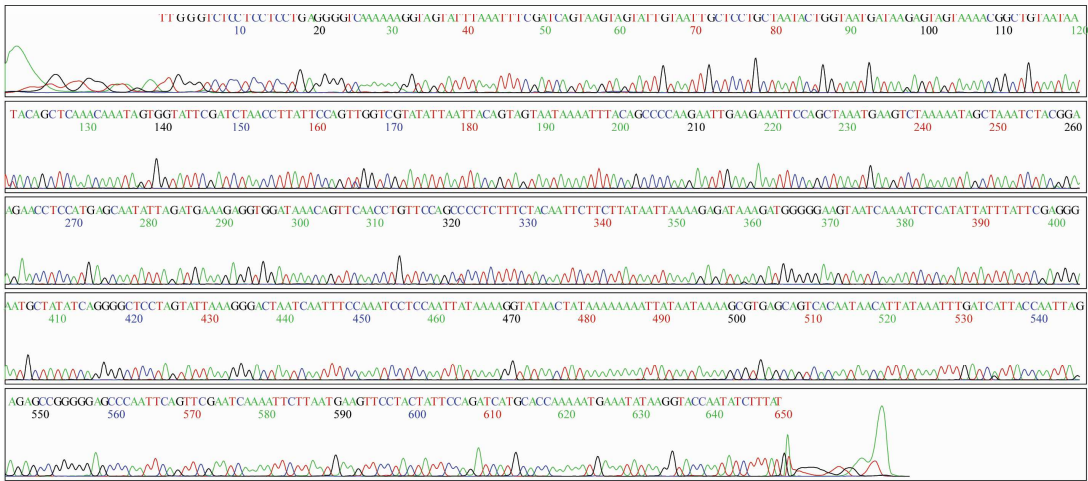 TTGGGGTCTCCTCCTCCTGAGGGGGTCAAAAAAGGTAGTATTTAAATTTCGATCAGTAAGTAGTATTGTAATTGCTCCTGCTAATACTGGTAATGATAAGAGTAGTAAAACGGCTGTAATAA
10 20 30 40 50 60 70 80 90 100 110 120
TACAGCTCAAACAAATAGTGGTATTCGATCTAACCTTATTCCAGTTGGTCGTATATTAATTACAGTAGTAATAAAATTTACAGCCCCAAGAATTGAAGAAATTCCAGCTAAATGAAGTCTAAAAATAGCTAAATCTACGGA
130 140 150 160 170 180 190 200 210 220 230 240 250 260
AGAACCTCCATGAGCAATATTAGATGAAAGAGGTGGATAAACAGTTCAACCTGTTCCAGCCCCTCTTTCTACAATTCTTCTTATAATTAAAAGAGATAAAGATGGGGGAAGTAATCAAAATCTCATATTATTTATTCGAGGG
270 280 290 300 310 320 330 340 350 360 370 380 390 400
AATGCTATATCAGGGGCTCCTAGTATTAAAGGGACTAATCAATTTCCAAATCCTCCAATTATAAAAGGTATAACTATAAAAAAAATTATAATAAAAGCGTGAGCAGTCACAATAACATTATAAATTTGATCATTACCAATTAG
410 420 430 440 450 460 470 480 490 500 510 520 530 540
AGAGCCGGGGGGAGCCCAATTCAGTTCGAATCAAAATTCTTAATGAAGTTCCTACTATTCCAGATCATGCACCAAAAATGAAATATAAGGTACCAATATCTTTAT
550 560 570 580 590 600 610 620 630 640 650